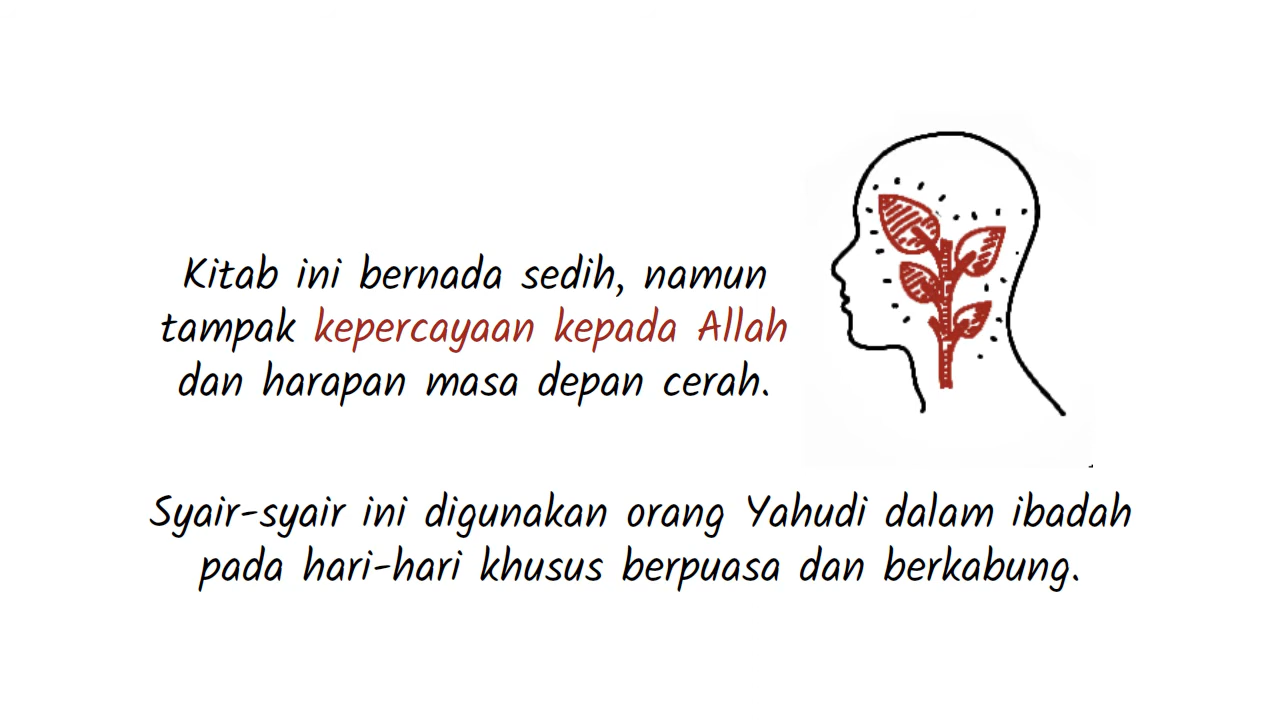 Kitab ini bernada sedih, namun
tampak kepercayaan kepada Allah
dan harapan masa depan cerah.
Syair-syair ini digunakan orang Yahudi dalam ibadah
pada hari-hari khusus berpuasa dan berkabung.